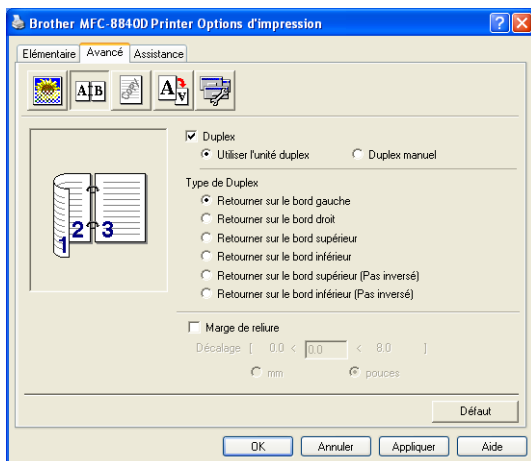 Brother MFC-8840D Printer Options d'impression
Elémentaire Avancé Assistance
A B A A
Duplex
Utiliser l'unité duplex Duplex manuel
1 2 3
Type de Duplex
Retourner sur le bord gauche
Retourner sur le bord droit
Retourner sur le bord supérieur
Retourner sur le bord inférieur
Retourner sur le bord supérieur (Pas inversé)
Retourner sur le bord inférieur (Pas inversé)
Marge de reliure
Décalage [ 0.0 < 0.0 < 8.0 ]
mm pouces
Défaut
OK Annuler Appliquer Aide